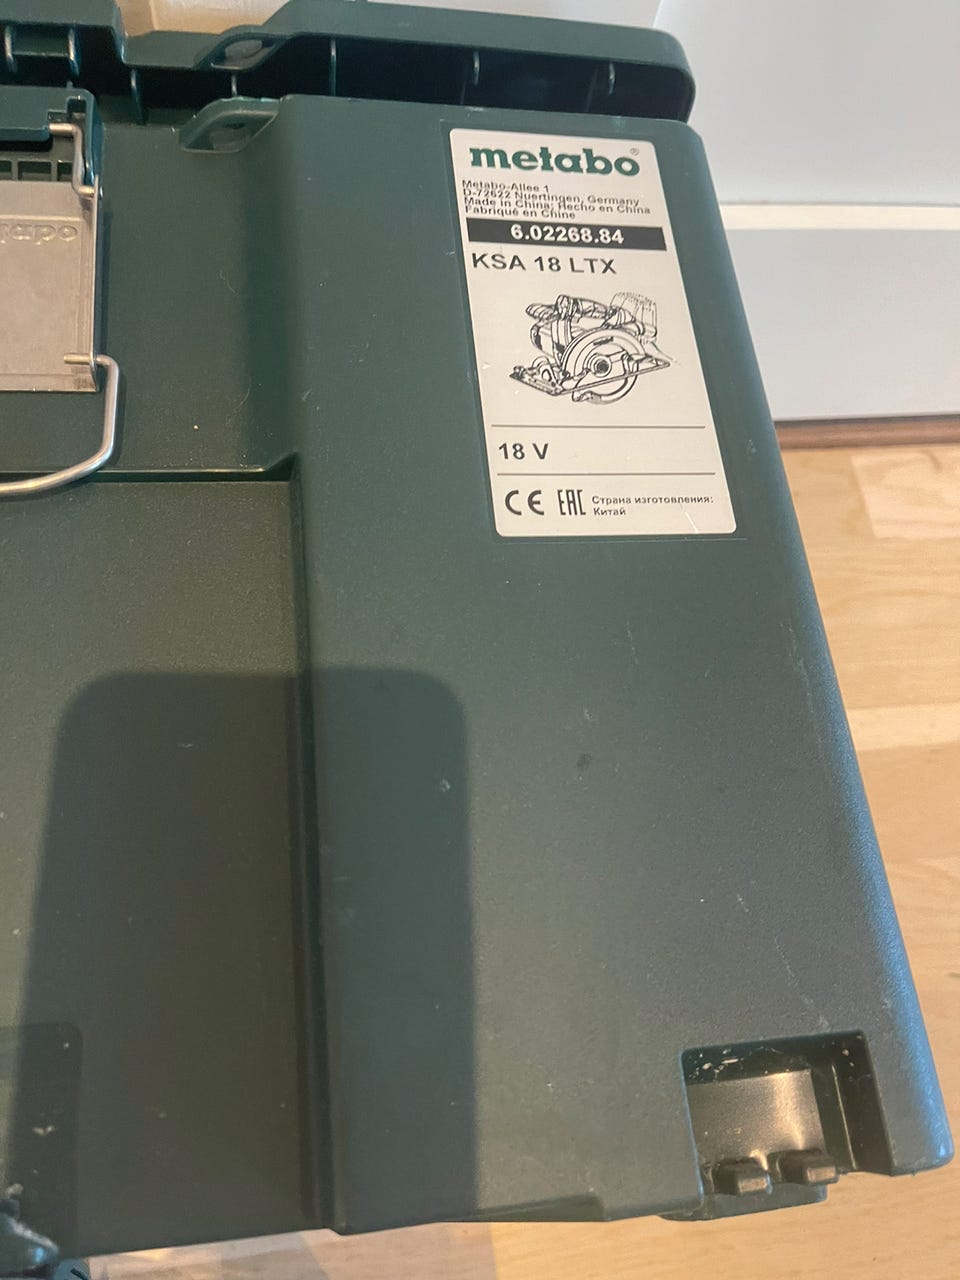 metabo®
Metabo-Allee 1
D-72622 Nuertingen, Germany
Made in China; Hecho en China
Fabriqué en Chine
6.02268.84
KSA 18 LTX
18 V
CE EAC Страна изготовления:
Китай